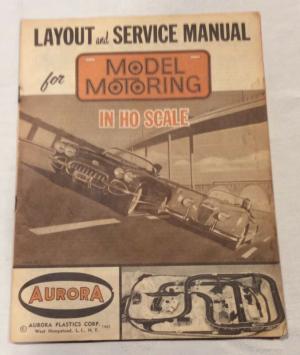 LAYOUT and SERVICE MANUAL
for MODEL MOTORING
IN HO SCALE
AURORA
© AURORA PLASTICS CORP.
West Hempstead, L. I., N. Y.